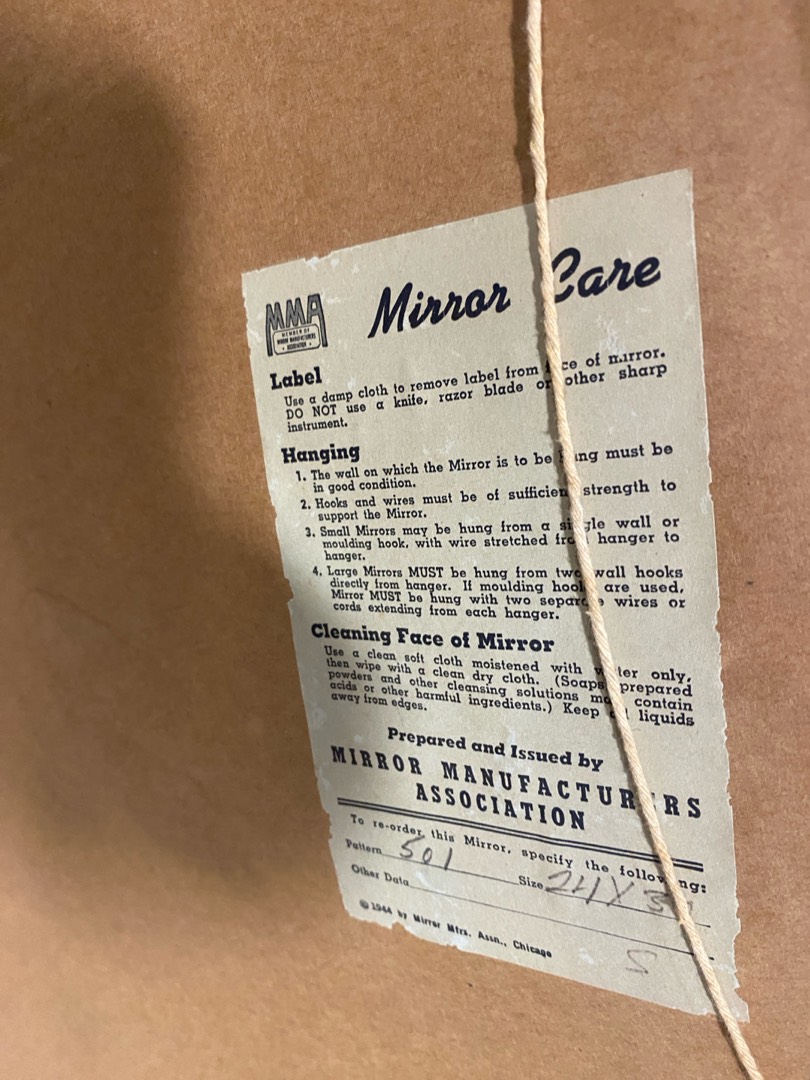 MMA
MEMBER OF
MIRROR MANUFACTURERS
ASSOCIATION
Mirror Care
Label
Use a damp cloth to remove label from face of mirror.
DO NOT use a knife, razor blade or other sharp
instrument.
Hanging
1. The wall on which the Mirror is to be hung must be
in good condition.
2. Hooks and wires must be of sufficient strength to
support the Mirror.
3. Small Mirrors may be hung from a single wall or
moulding hook, with wire stretched from hanger to
hanger.
4. Large Mirrors MUST be hung from two wall hooks
directly from hanger. If moulding hooks are used,
Mirror MUST be hung with two separate wires or
cords extending from each hanger.
Cleaning Face of Mirror
Use a clean soft cloth moistened with water only,
then wipe with a clean dry cloth. (Soaps, prepared
powders and other cleansing solutions may contain
acids or other harmful ingredients.) Keep all liquids
away from edges.
Prepared and Issued by
MIRROR MANUFACTURERS
ASSOCIATION
To re-order this Mirror, specify the following:
Pattern 501 Size 24 X
Other Data
© 1944 by Mirror Mfrs. Assn., Chicago